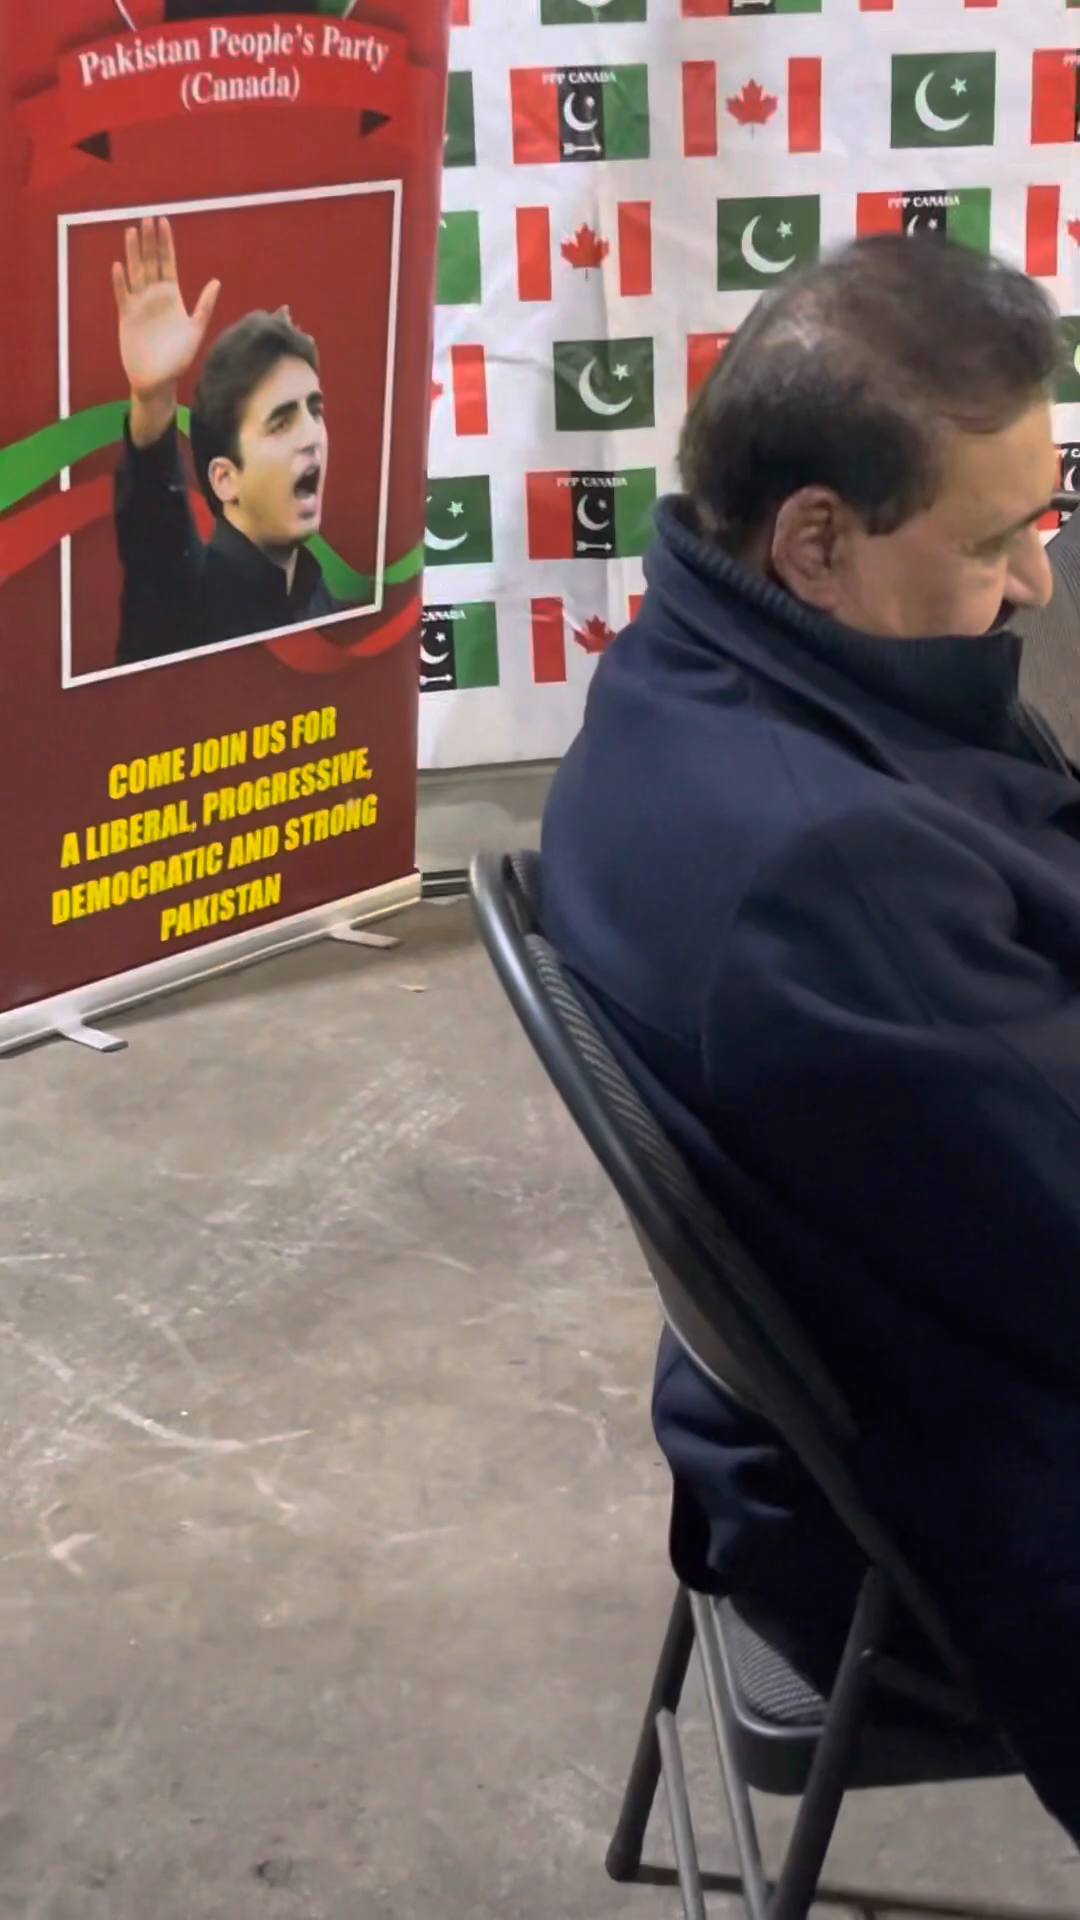 Pakistan People's Party
(Canada)
COME JOIN US FOR
A LIBERAL, PROGRESSIVE,
DEMOCRATIC AND STRONG
PAKISTAN
PPP CANADA
PPP CANADA
PPP CANADA
CANADA